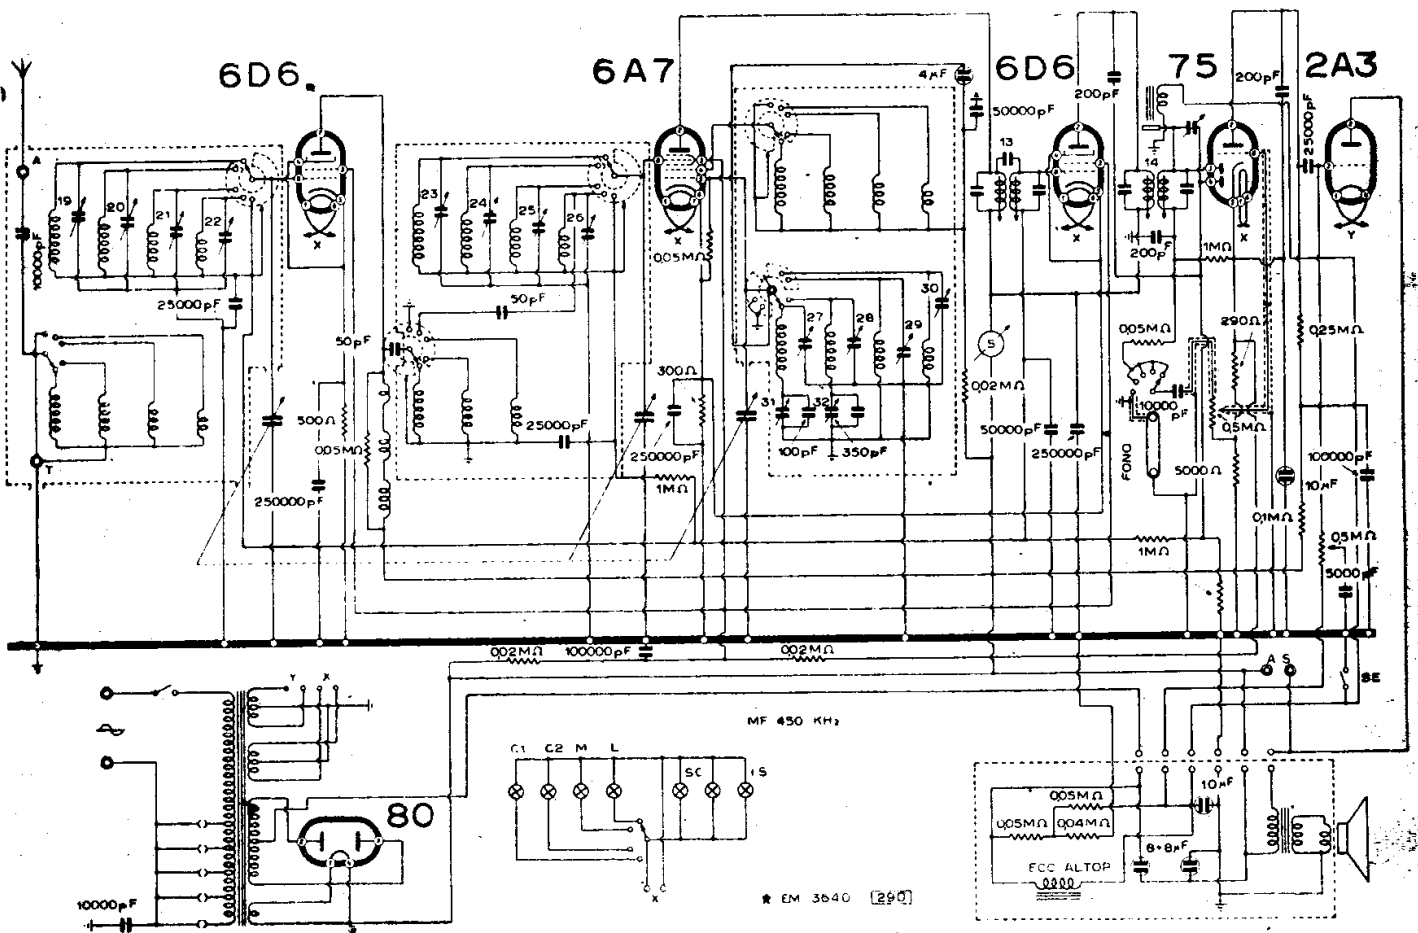 6D6
6A7
6D6
75
2A3
4µF
50000pF
200pF
200pF
25000pF
A
19
20
21
22
10000pF
25000pF
X
23
24
25
26
50pF
50pF
25000pF
X
0,05MΩ
13
X
14
200pF
1MΩ
X
Y
27
28
29
30
S
300Ω
31
32
100pF
350pF
0,02MΩ
50000pF
250000pF
0,05MΩ
290Ω
0,25MΩ
10000pF
0,5MΩ
FONO
5000Ω
100000pF
10µF
0,1MΩ
0,5MΩ
5000pF
T
500Ω
0,05MΩ
250000pF
250000pF
1MΩ
1MΩ
0,02MΩ
100000pF
0,02MΩ
A S
SE
Y X
MF 450 KHz
C1 C2 M L
SC
X
80
10000pF
10µF
0,05MΩ
0,05MΩ
0,04MΩ
8+8µF
ECC ALTOP
* EM 3640 290